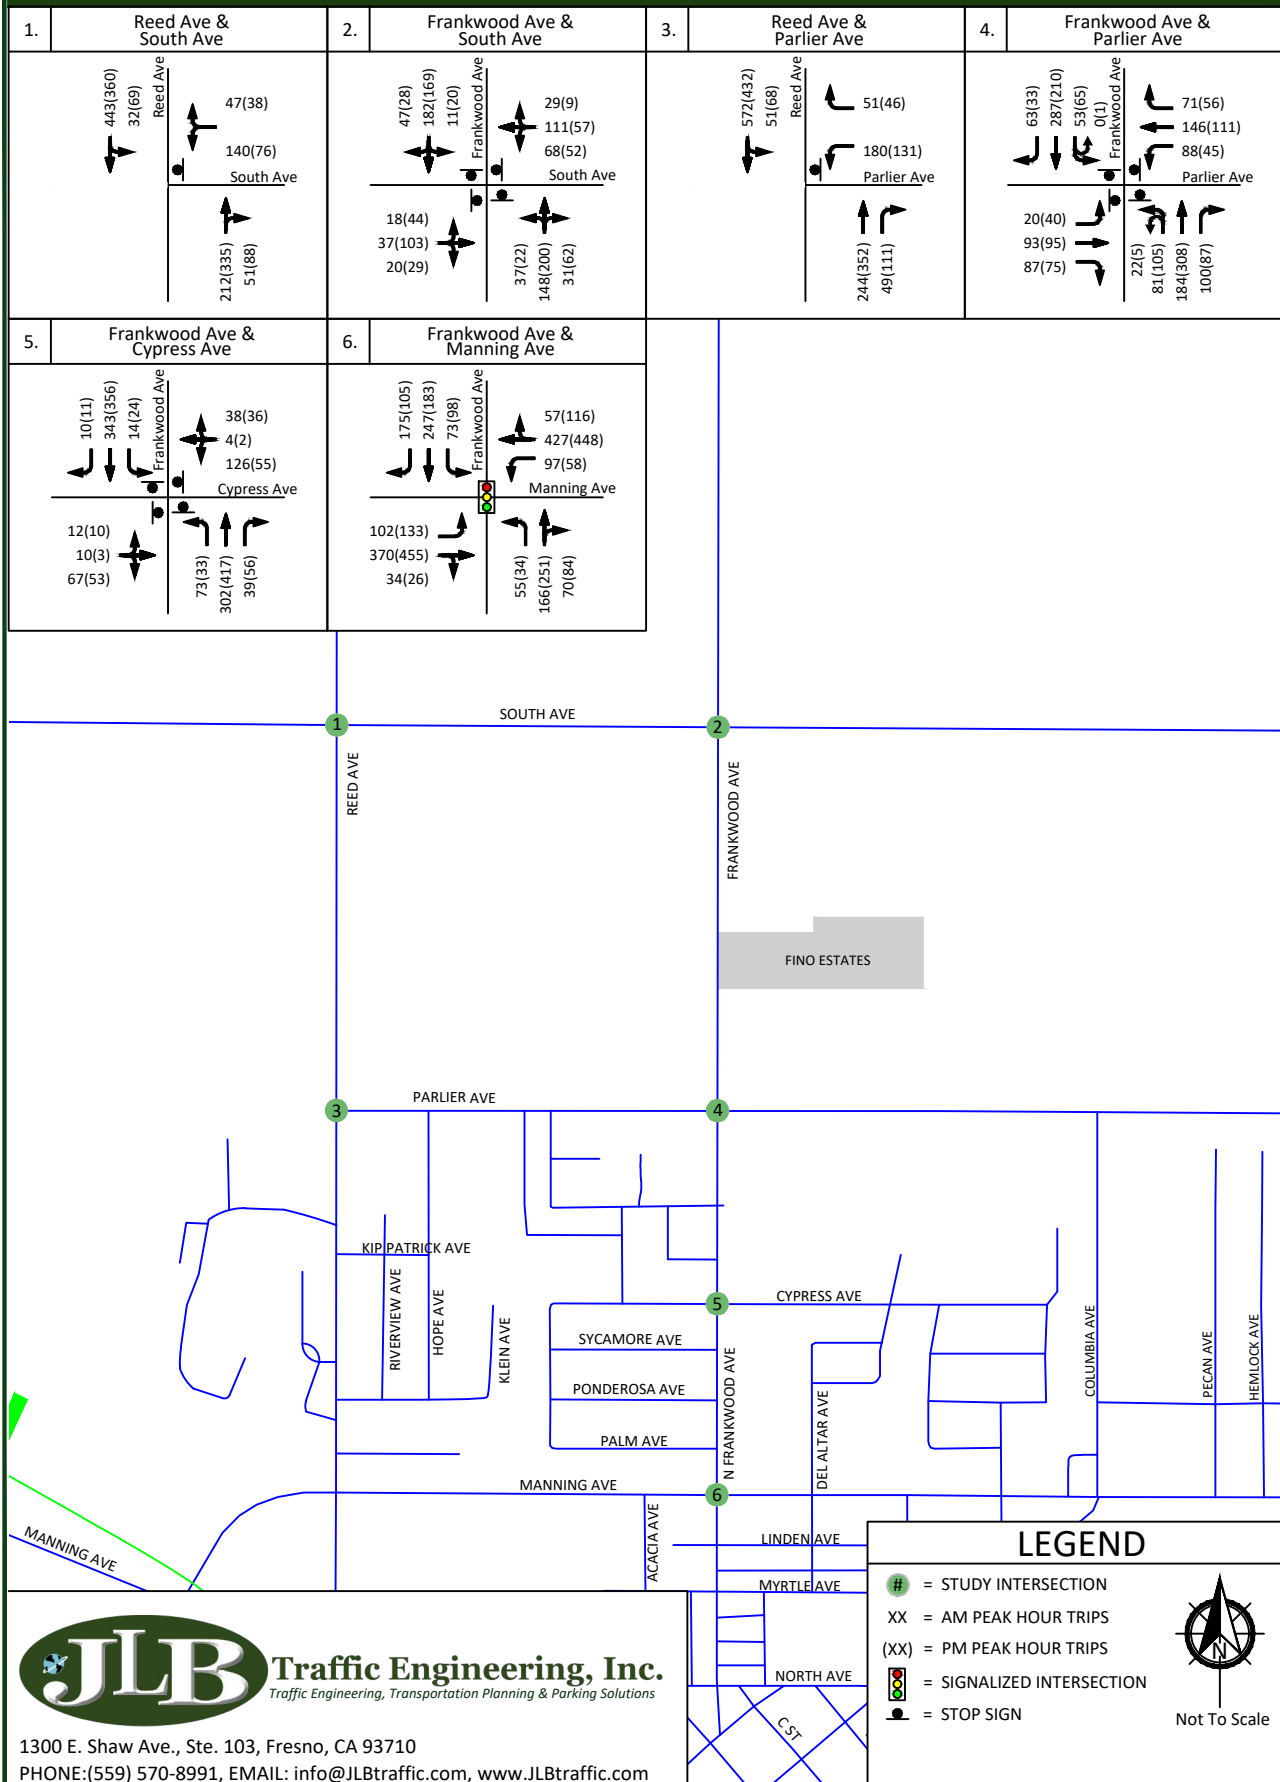 1.
Reed Ave &
South Ave
443(360)
32(69)
Reed Ave
47(38)
140(76)
South Ave
212(335)
51(88)
2.
Frankwood Ave &
South Ave
47(28)
182(169)
11(20)
Frankwood Ave
29(9)
111(57)
68(52)
South Ave
18(44)
37(103)
20(29)
37(22)
148(200)
31(62)
3.
Reed Ave &
Parlier Ave
572(432)
51(68)
Reed Ave
51(46)
180(131)
Parlier Ave
244(352)
49(111)
4.
Frankwood Ave &
Parlier Ave
63(33)
287(210)
53(65)
0(1)
Frankwood Ave
71(56)
146(111)
88(45)
Parlier Ave
20(40)
93(95)
87(75)
22(5)
81(105)
184(308)
100(87)
5.
Frankwood Ave &
Cypress Ave
10(11)
343(356)
14(24)
Frankwood Ave
38(36)
4(2)
126(55)
Cypress Ave
12(10)
10(3)
67(53)
73(33)
302(417)
39(56)
6.
Frankwood Ave &
Manning Ave
175(105)
247(183)
73(98)
Frankwood Ave
57(116)
427(448)
97(58)
Manning Ave
102(133)
370(455)
34(26)
55(34)
166(251)
70(84)
SOUTH AVE
1
2
REED AVE
FRANKWOOD AVE
FINO ESTATES
PARLIER AVE
3
4
KIP PATRICK AVE
RIVERVIEW AVE
HOPE AVE
KLEIN AVE
5
CYPRESS AVE
SYCAMORE AVE
PONDEROSA AVE
PALM AVE
N FRANKWOOD AVE
DEL ALTAR AVE
COLUMBIA AVE
PECAN AVE
HEMLOCK AVE
MANNING AVE
6
MANNING AVE
ACACIA AVE
LINDEN AVE
MYRTLE AVE
NORTH AVE
C ST
LEGEND
# = STUDY INTERSECTION
XX = AM PEAK HOUR TRIPS
(XX) = PM PEAK HOUR TRIPS
= SIGNALIZED INTERSECTION
= STOP SIGN
N
Not To Scale
JLB
Traffic Engineering, Inc.
Traffic Engineering, Transportation Planning & Parking Solutions
1300 E. Shaw Ave., Ste. 103, Fresno, CA 93710
PHONE:(559) 570-8991, EMAIL: info@JLBtraffic.com, www.JLBtraffic.com